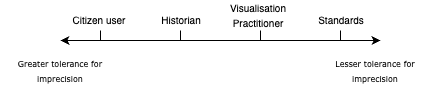 Citizen user
Historian
Visualisation
Practitioner
Standards
Greater tolerance for
imprecision
Lesser tolerance for
imprecision